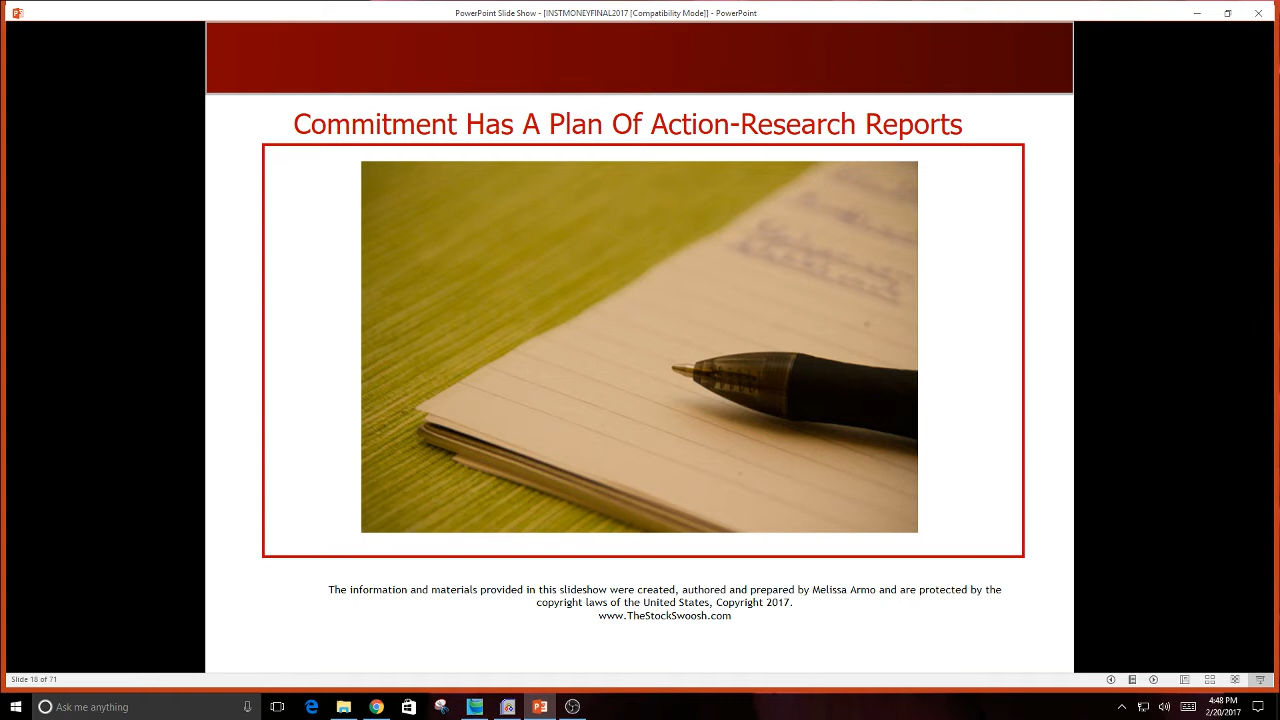 PowerPoint Slide Show - [INSTMONEYFINAL2017 [Compatibility Mode]] - PowerPoint
Commitment Has A Plan Of Action-Research Reports
The information and materials provided in this slideshow were created, authored and prepared by Melissa Armo and are protected by the
copyright laws of the United States, Copyright 2017.
www.TheStockSwoosh.com
Slide 18 of 71
Ask me anything
4:48 PM
2/20/2017